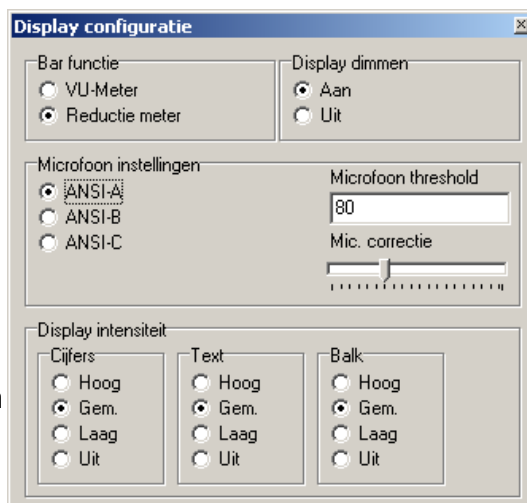 Display configuratie
Bar functie
VU-Meter
Reductie meter
Display dimmen
Aan
Uit
Microfoon instellingen
ANSI-A
ANSI-B
ANSI-C
Microfoon threshold
80
Mic. correctie
Display intensiteit
Cijfers
Hoog
Gem.
Laag
Uit
Text
Hoog
Gem.
Laag
Uit
Balk
Hoog
Gem.
Laag
Uit